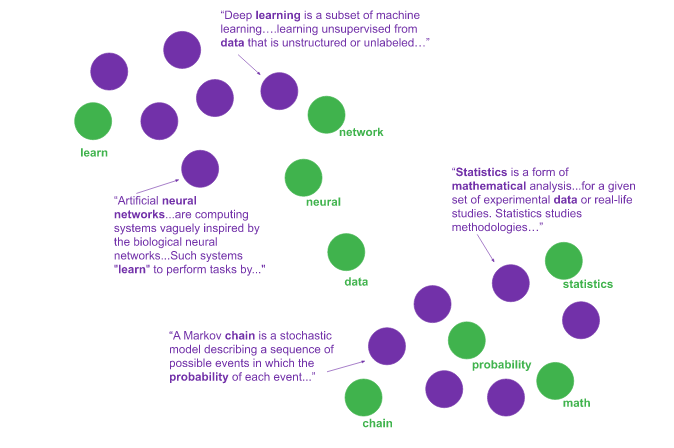 “Deep learning is a subset of machine
learning….learning unsupervised from
data that is unstructured or unlabeled…”
network
learn
“Statistics is a form of
mathematical analysis...for a given
set of experimental data or real-life
studies. Statistics studies
methodologies…”
“Artificial neural
networks...are computing
systems vaguely inspired by
the biological neural
networks...Such systems
"learn" to perform tasks by..."
neural
data
statistics
“A Markov chain is a stochastic
model describing a sequence of
possible events in which the
probability of each event...”
probability
math
chain